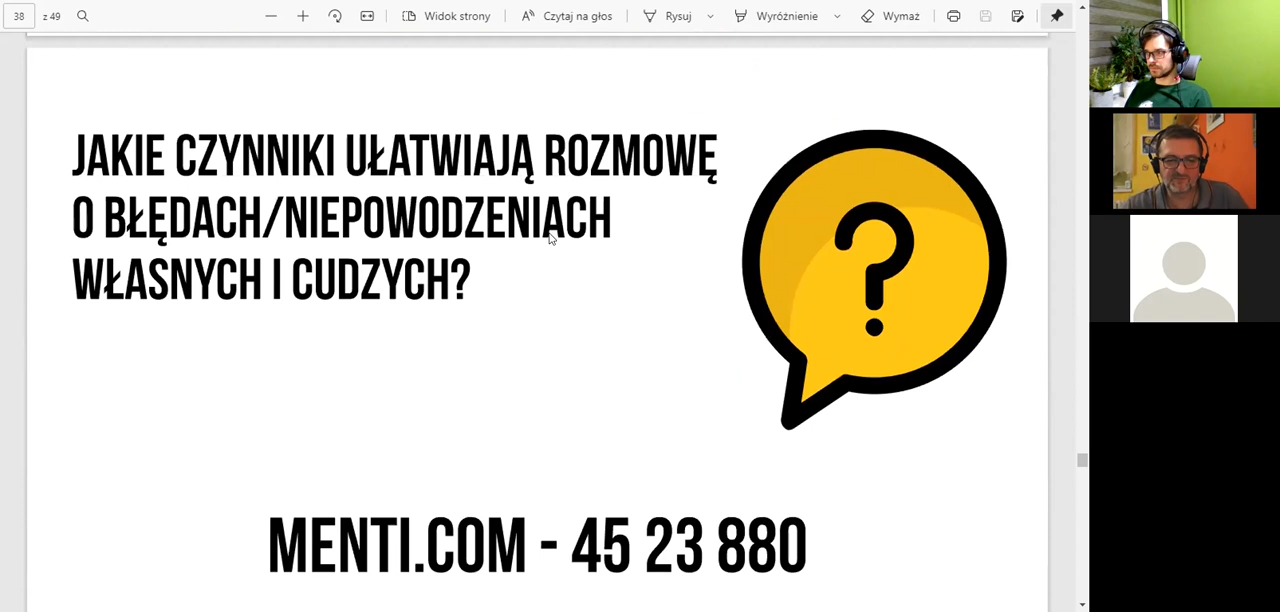 38 z 49 Widok strony Czytaj na głos Rysuj Wyróżnienie Wymaż
JAKIE CZYNNIKI UŁATWIAJĄ ROZMOWĘ
O BŁĘDACH/NIEPOWODZENIACH
WŁASNYCH I CUDZYCH?
MENTI.COM - 45 23 880